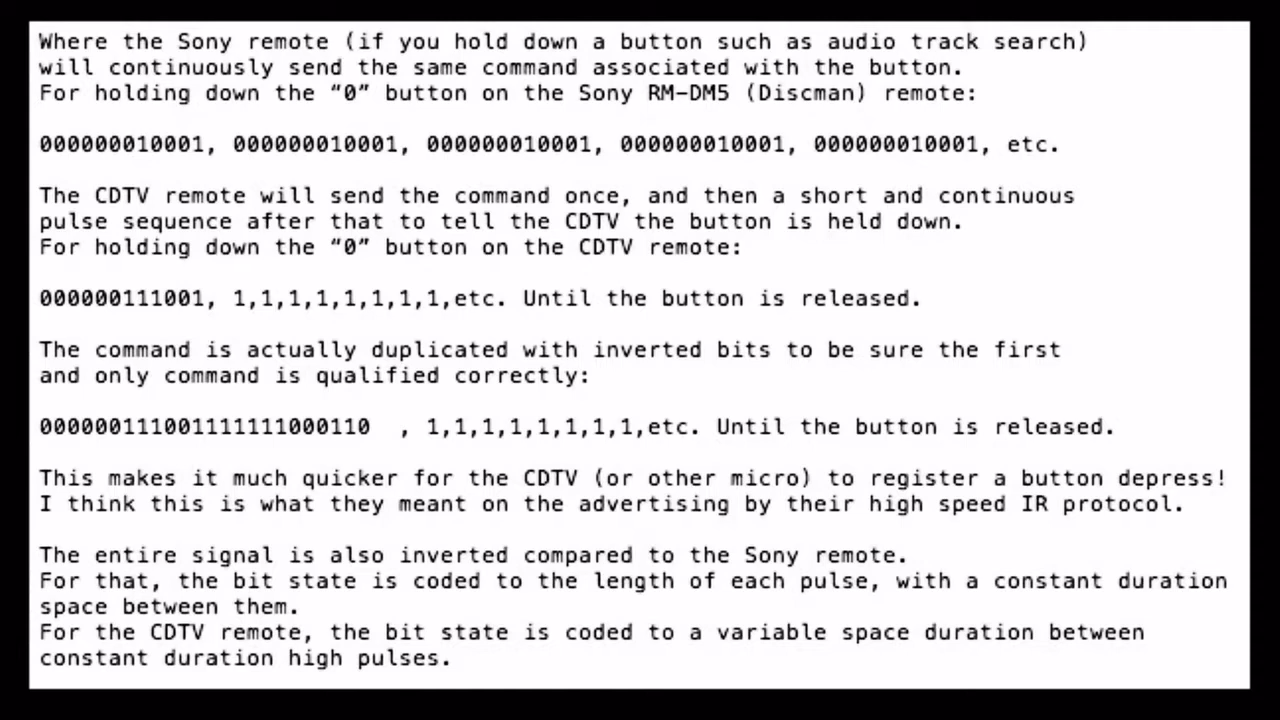 Where the Sony remote (if you hold down a button such as audio track search)
will continuously send the same command associated with the button.
For holding down the “0” button on the Sony RM-DM5 (Discman) remote:
000000010001, 000000010001, 000000010001, 000000010001, 000000010001, etc.
The CDTV remote will send the command once, and then a short and continuous
pulse sequence after that to tell the CDTV the button is held down.
For holding down the “0” button on the CDTV remote:
000000111001, 1,1,1,1,1,1,1,1,etc. Until the button is released.
The command is actually duplicated with inverted bits to be sure the first
and only command is qualified correctly:
000000111001111111000110  , 1,1,1,1,1,1,1,1,etc. Until the button is released.
This makes it much quicker for the CDTV (or other micro) to register a button depress!
I think this is what they meant on the advertising by their high speed IR protocol.
The entire signal is also inverted compared to the Sony remote.
For that, the bit state is coded to the length of each pulse, with a constant duration
space between them.
For the CDTV remote, the bit state is coded to a variable space duration between
constant duration high pulses.